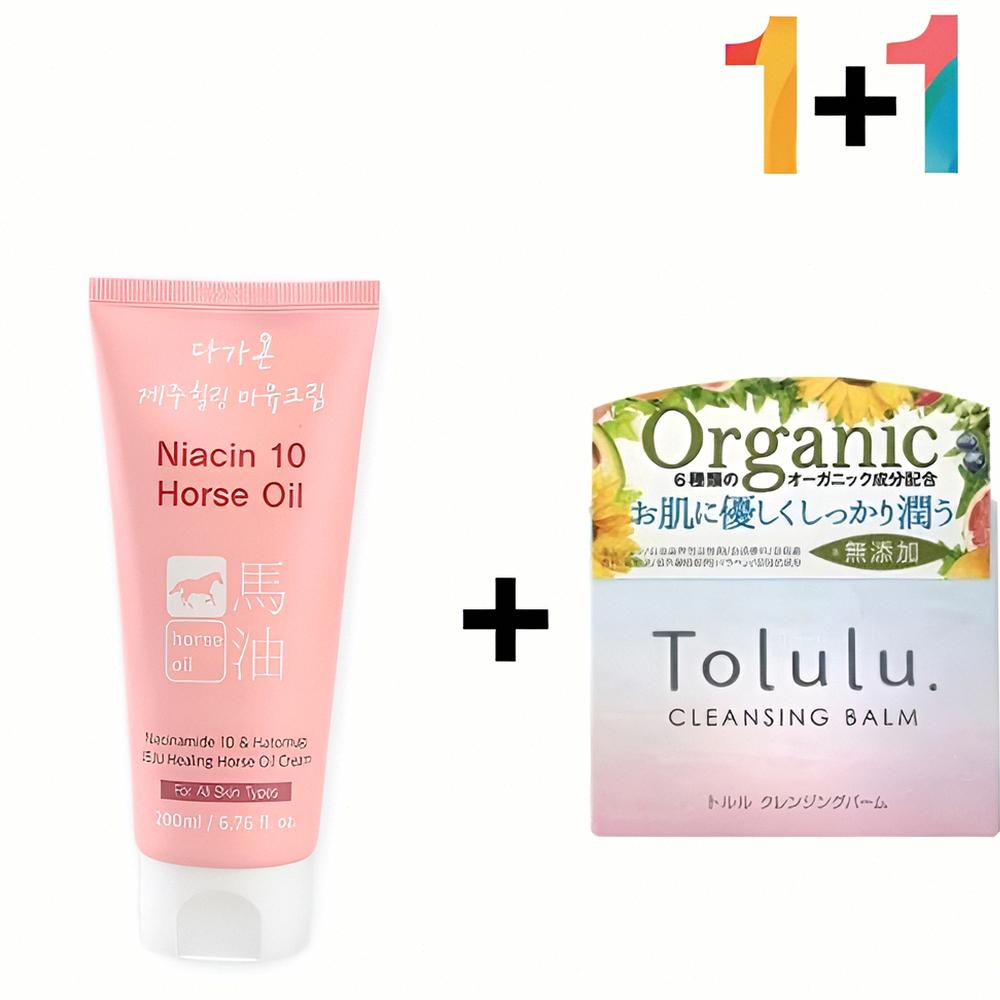 1+1
다가온
제주힐링 마유크림
Niacin 10
Horse Oil
馬
油
horse
oil
Niacinamide 10 & Hatomugi
JEJU Healing Horse Oil Cream
For All Skin Types
200ml / 6.76 fl. oz.
+
Organic
6種類のオーガニック成分配合
お肌に優しくしっかり潤う
無添加
Tolulu.
CLEANSING BALM
トルル クレンジングバーム